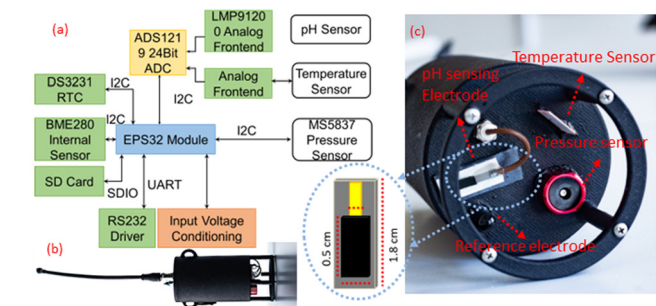 (a)
LMP9120
0 Analog
Frontend
pH Sensor
ADS121
9 24Bit
ADC
Analog
Frontend
Temperature
Sensor
DS3231
RTC
I2C
I2C
BME280
Internal
Sensor
I2C
EPS32 Module
I2C
MS5837
Pressure
Sensor
SD Card
SDIO
UART
RS232
Driver
Input Voltage
Conditioning
(b)
0.5 cm
1.8 cm
(c)
Temperature Sensor
pH sensing
Electrode
Pressure sensor
Reference electrode